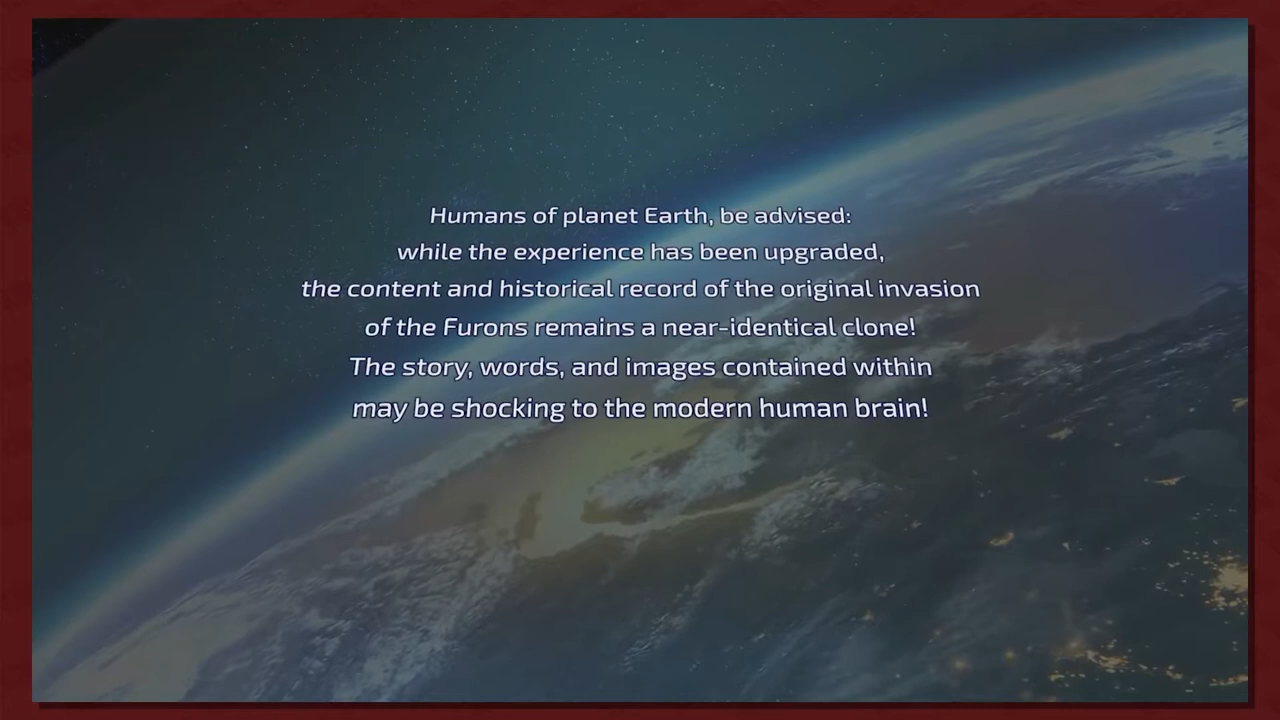 Humans of planet Earth, be advised:
while the experience has been upgraded,
the content and historical record of the original invasion
of the Furons remains a near-identical clone!
The story, words, and images contained within
may be shocking to the modern human brain!